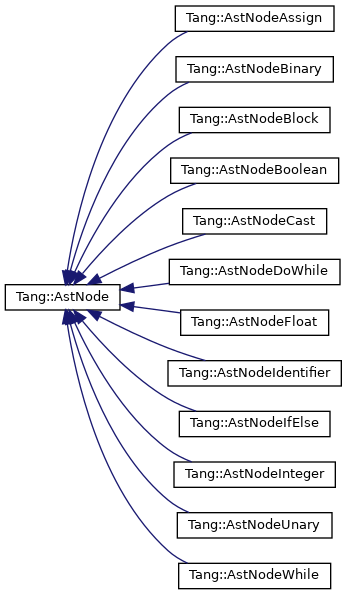 Tang::AstNodeAssign
Tang::AstNodeBinary
Tang::AstNodeBlock
Tang::AstNodeBoolean
Tang::AstNodeCast
Tang::AstNodeDoWhile
Tang::AstNode
Tang::AstNodeFloat
Tang::AstNodeIdentifier
Tang::AstNodeIfElse
Tang::AstNodeInteger
Tang::AstNodeUnary
Tang::AstNodeWhile